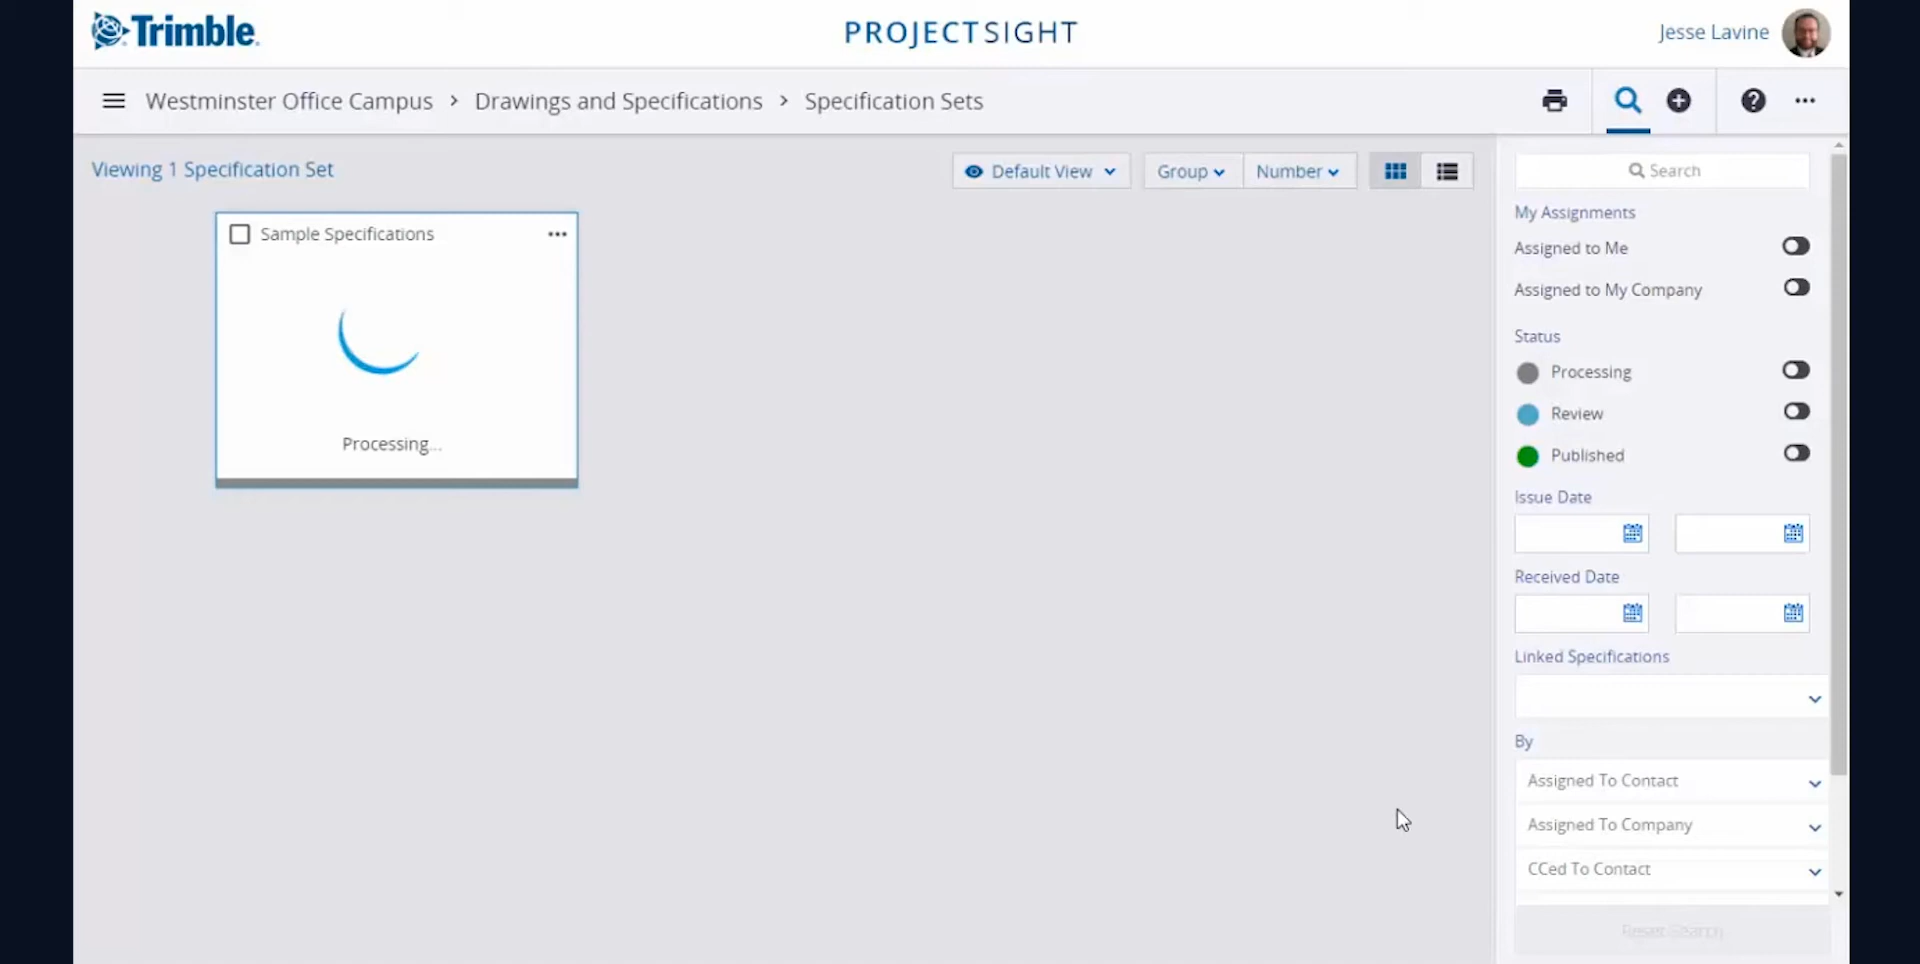 Trimble
PROJECTSIGHT
Jesse Lavine
Westminster Office Campus > Drawings and Specifications > Specification Sets
Viewing 1 Specification Set
Default View
Group
Number
Sample Specifications
Processing...
Search
My Assignments
Assigned to Me
Assigned to My Company
Status
Processing
Review
Published
Issue Date
Received Date
Linked Specifications
By
Assigned To Contact
Assigned To Company
CCed To Contact
Reset Search